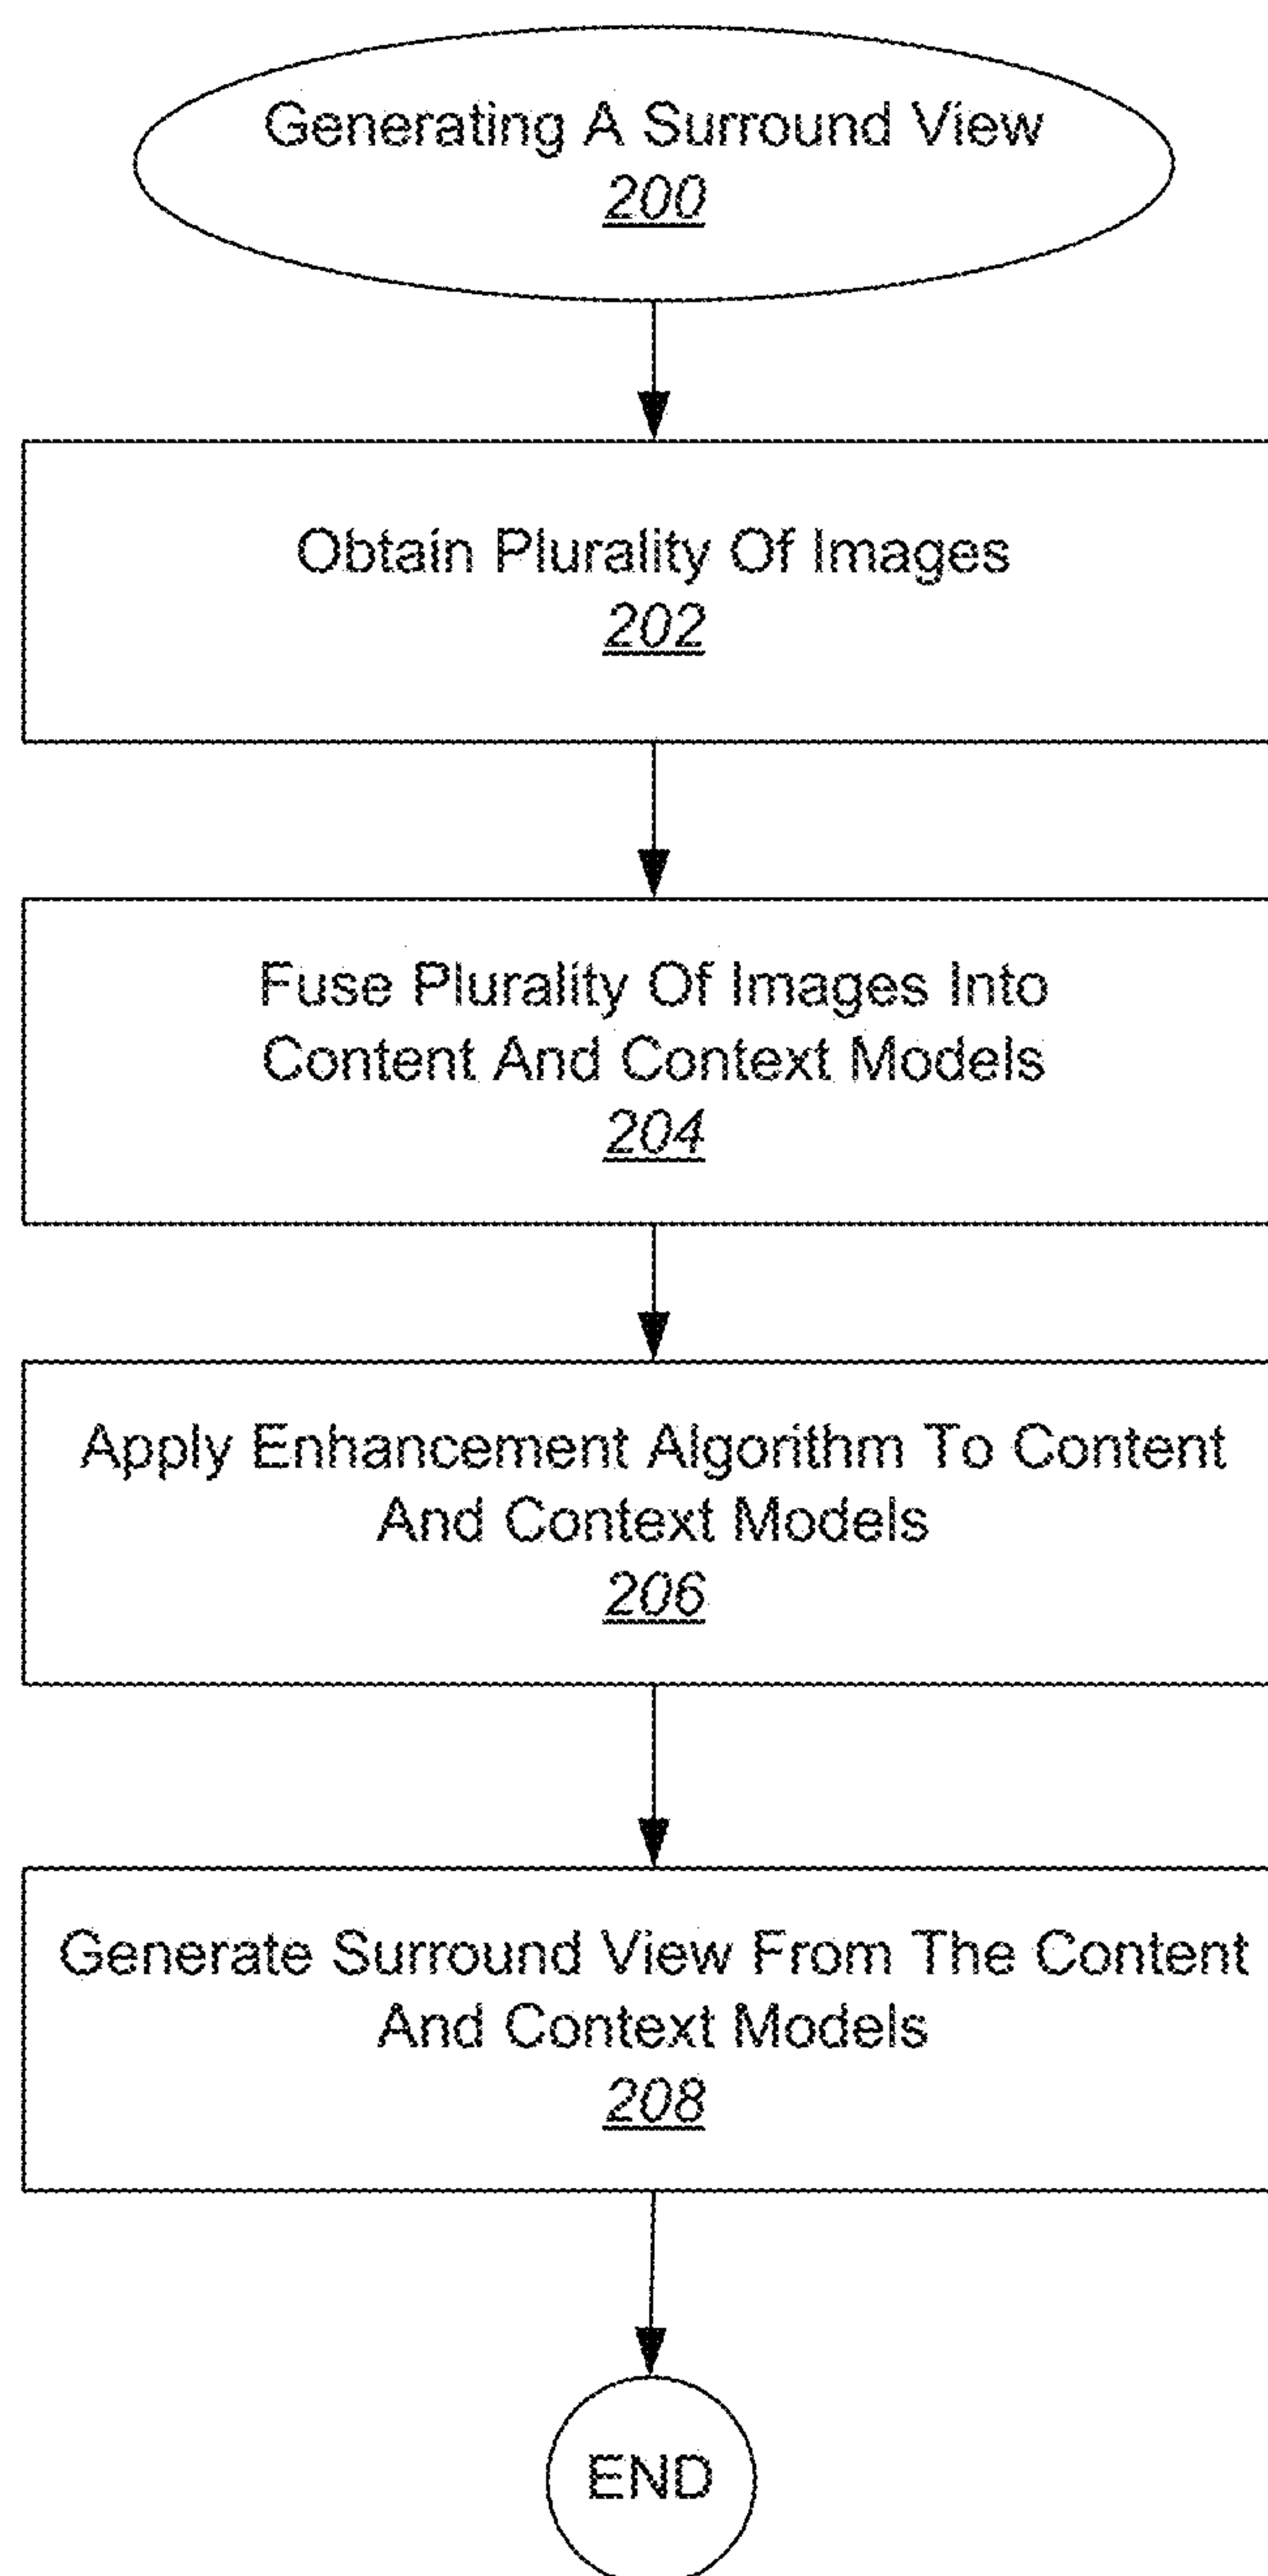 Generating A Surround View
200
Obtain Plurality Of Images
202
Fuse Plurality Of Images Into
Content And Context Models
204
Apply Enhancement Algorithm To Content
And Context Models
206
Generate Surround View From The Content
And Context Models
208
END